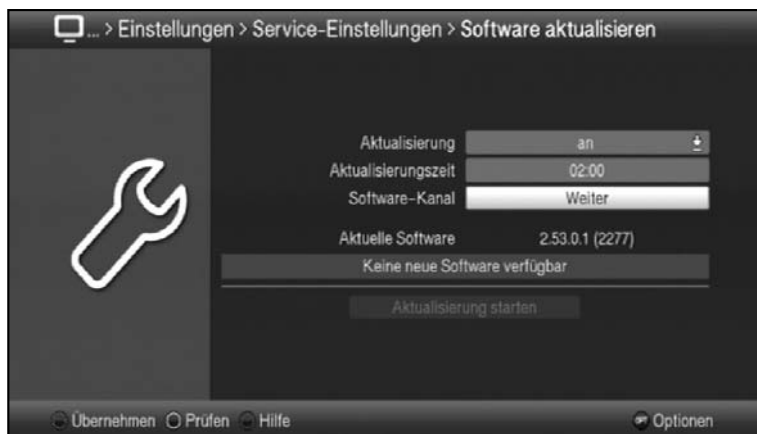 ... > Einstellungen > Service-Einstellungen > Software aktualisieren
Aktualisierung an
Aktualisierungszeit 02:00
Software-Kanal Weiter
Aktuelle Software 2.53.0.1 (2277)
Keine neue Software verfügbar
Aktualisierung starten
Übernehmen Prüfen Hilfe Optionen